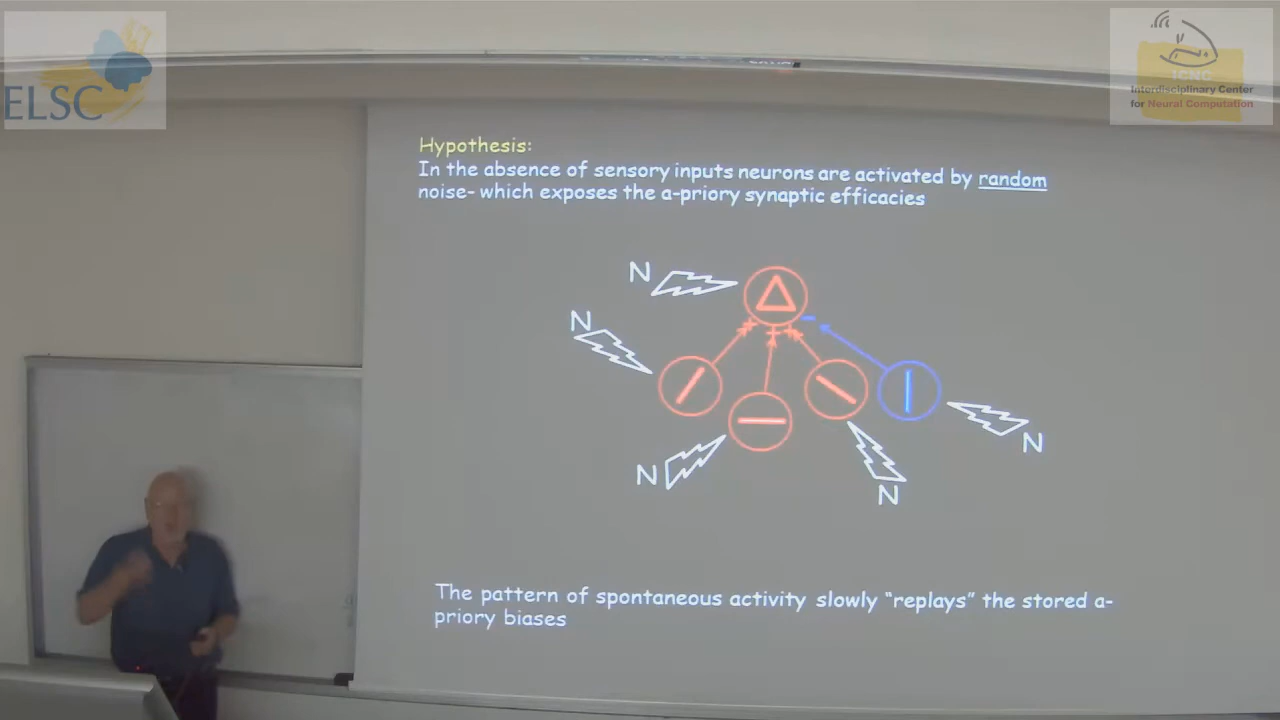 ELSC
ICNC
Interdisciplinary Center
for Neural Computation
Hypothesis:
In the absence of sensory inputs neurons are activated by random
noise- which exposes the a-priory synaptic efficacies
N
N
N
N
N
The pattern of spontaneous activity slowly “replays” the stored a-
priory biases